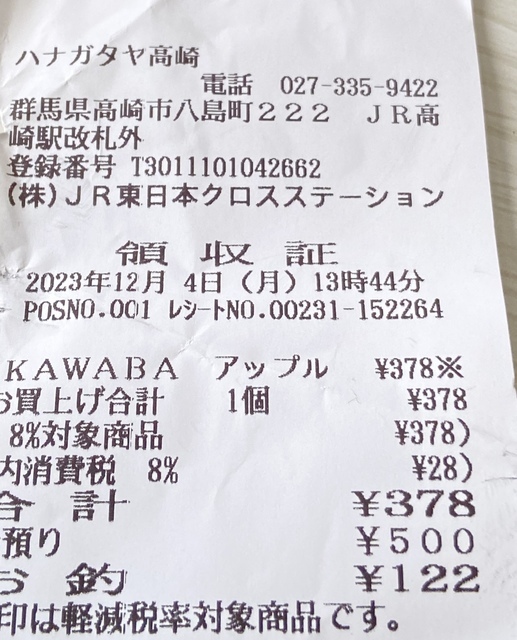 ハナガタヤ高崎
電話 027-335-9422
群馬県高崎市八島町222 JR高
崎駅改札外
登録番号 T3011101042662
(株)JR東日本クロスステーション
領収証
2023年12月 4日(月)13時44分
POSNO.001 レシートNO.00231-152264
KAWABA アップル ¥378※
お買上げ合計 1個 ¥378
8%対象商品 ¥378)
内消費税 8% ¥28)
合計 ¥378
預り ¥500
お釣 ¥122
印は軽減税率対象商品です。